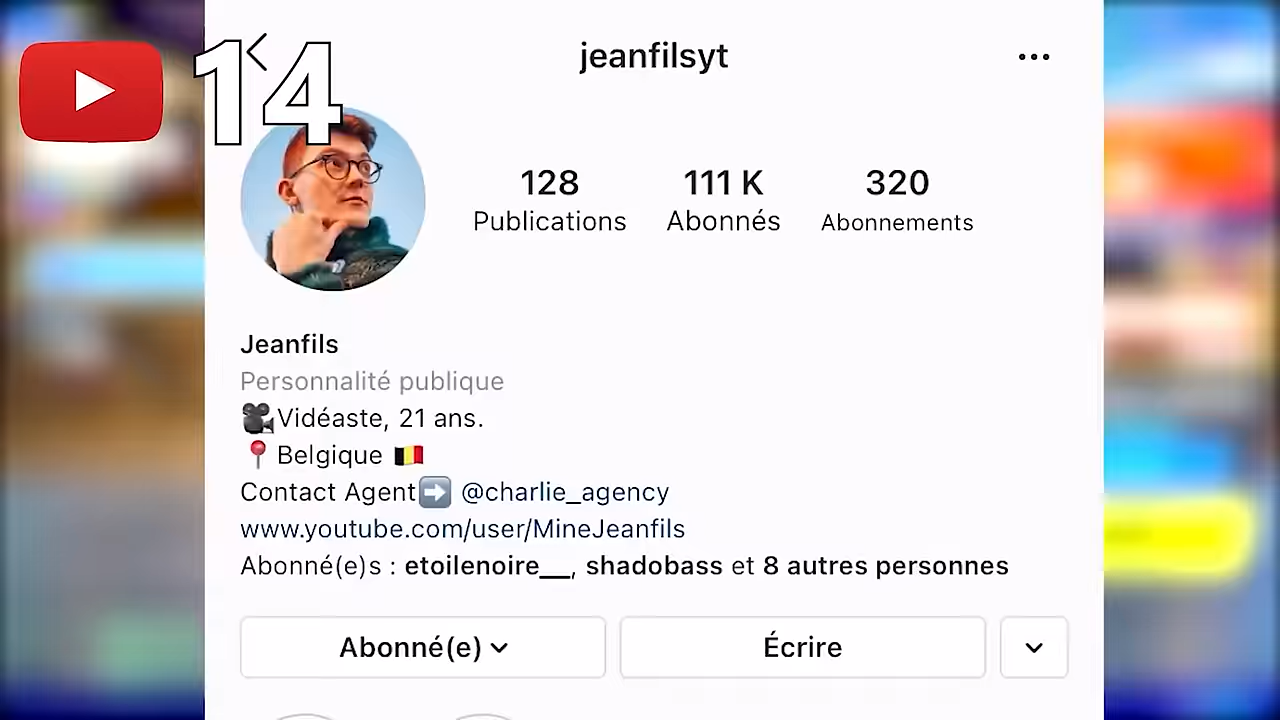 14
jeanfilsyt
128 111 K 320
Publications Abonnés Abonnements
Jeanfils
Personnalité publique
🎥Vidéaste, 21 ans.
📍Belgique 🇧🇪
Contact Agent➡️ @charlie_agency
www.youtube.com/user/MineJeanfils
Abonné(e)s : etoilenoire__, shadobass et 8 autres personnes
Abonné(e) Écrire